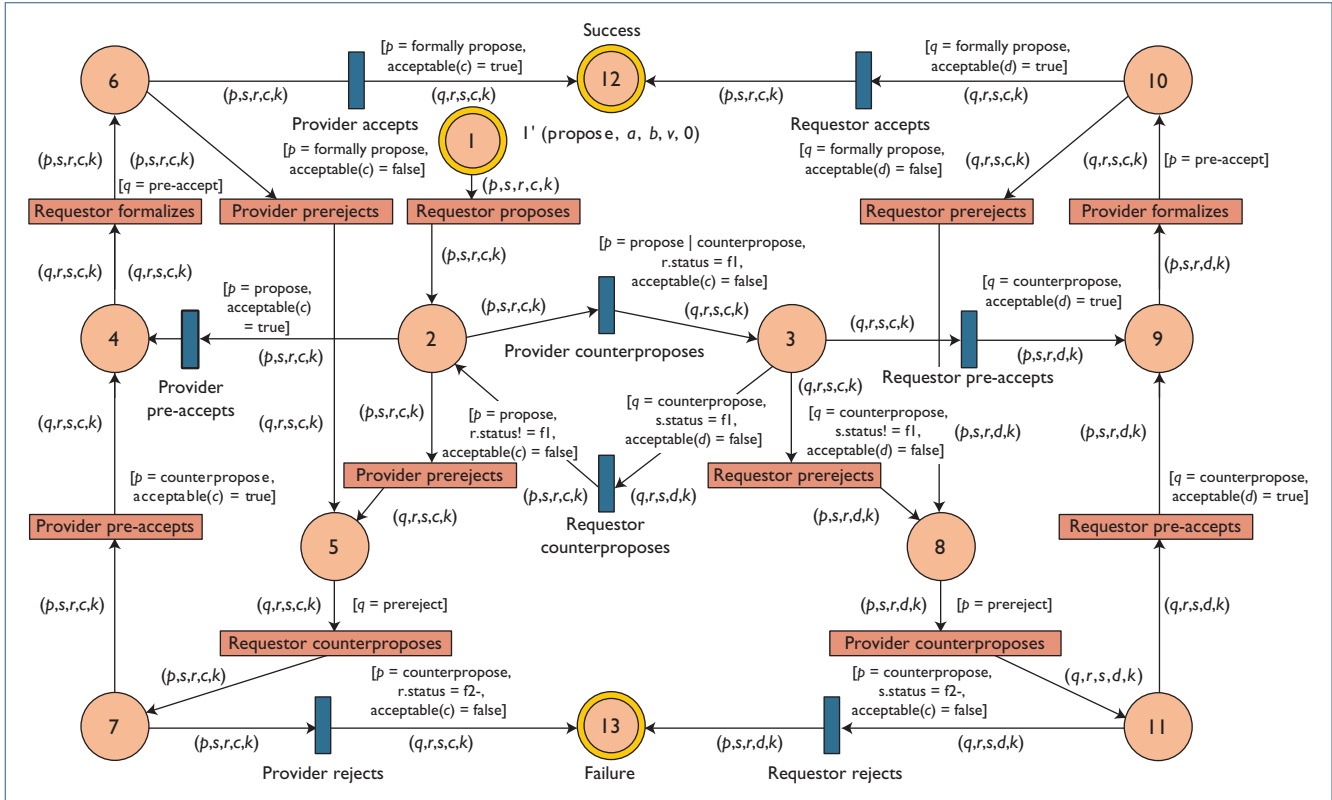 Success
[p = formally propose,
acceptable(c) = true]
[q = formally propose,
acceptable(d) = true]
6
12
10
(p,s,r,c,k)
(q,r,s,c,k)
(p,s,r,c,k)
(q,r,s,c,k)
Provider accepts
1
1' (propose, a, b, v, 0)
Requestor accepts
[p = formally propose,
acceptable(c) = false]
[q = formally propose,
acceptable(d) = false]
(p,s,r,c,k)
(p,s,r,c,k)
(q,r,s,c,k)
(q,r,s,c,k)
[p = pre-accept]
[q = pre-accept]
(p,s,r,c,k)
Requestor formalizes
Provider prerejects
Requestor proposes
Requestor prerejects
Provider formalizes
(q,r,s,c,k)
(q,r,s,c,k)
(p,s,r,c,k)
[p = propose | counterpropose,
r.status = f1,
acceptable(c) = false]
(p,s,r,d,k)
[p = propose,
acceptable(c)
= true]
[q = counterpropose,
acceptable(d) = true]
(p,s,r,c,k)
(q,r,s,c,k)
(q,r,s,c,k)
4
2
3
9
(p,s,r,c,k)
Provider counterproposes
(p,s,r,d,k)
Provider
pre-accepts
Requestor pre-accepts
(q,r,s,c,k)
(q,r,s,c,k)
(p,s,r,c,k)
[p = propose,
r.status! = f1,
acceptable(c) = false]
[q = counterpropose,
s.status = f1,
acceptable(d) = false]
(q,r,s,c,k)
[q = counterpropose,
s.status! = f1,
acceptable(d) = false]
(p,s,r,d,k)
(p,s,r,d,k)
[p = counterpropose,
acceptable(c) = true]
Provider prerejects
Requestor prerejects
[q = counterpropose,
acceptable(d) = true]
(p,s,r,c,k)
(q,r,s,d,k)
Provider pre-accepts
(q,r,s,c,k)
Requestor
counterproposes
(p,s,r,d,k)
Requestor pre-accepts
5
8
(p,s,r,c,k)
(q,r,s,c,k)
[q = prereject]
(p,s,r,d,k)
[p = prereject]
(q,r,s,d,k)
Requestor counterproposes
Provider counterproposes
(p,s,r,c,k)
[p = counterpropose,
r.status = f2-,
acceptable(c) = false]
[p = counterpropose,
s.status = f2-,
acceptable(c) = false]
(q,r,s,d,k)
7
13
11
(p,s,r,c,k)
(q,r,s,c,k)
(p,s,r,d,k)
(q,r,s,d,k)
Provider rejects
Failure
Requestor rejects